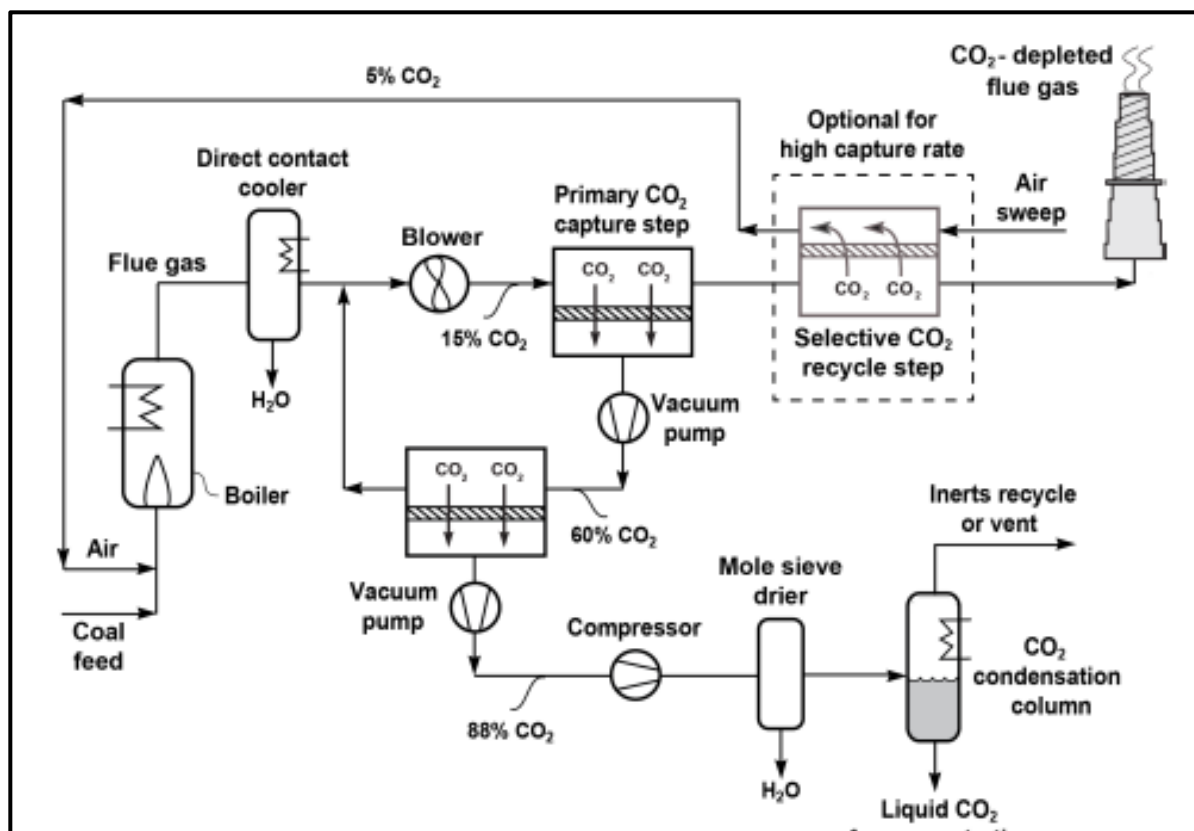 CO₂- depleted
flue gas
5% CO₂
Optional for
high capture rate
Direct contact
cooler
Primary CO₂
capture step
Air
sweep
Blower
Flue gas
CO₂ CO₂
CO₂ CO₂
15% CO₂
Selective CO₂
recycle step
H₂O
Vacuum
pump
CO₂ CO₂
Boiler
60% CO₂
Inerts recycle
or vent
Air
Mole sieve
drier
Vacuum
pump
Compressor
Coal
feed
CO₂
condensation
column
88% CO₂
H₂O
Liquid CO₂